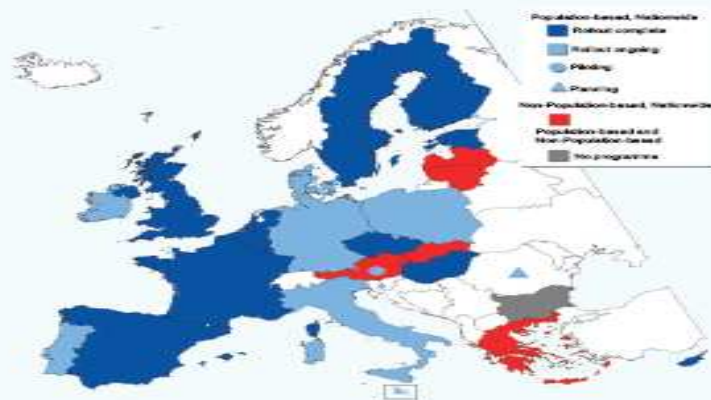 Population-based, Nationwide
Rollout complete
Rollout ongoing
Piloting
Planning
Non-Population-based, Nationwide
Population-based and
Non-Population-based
No programme